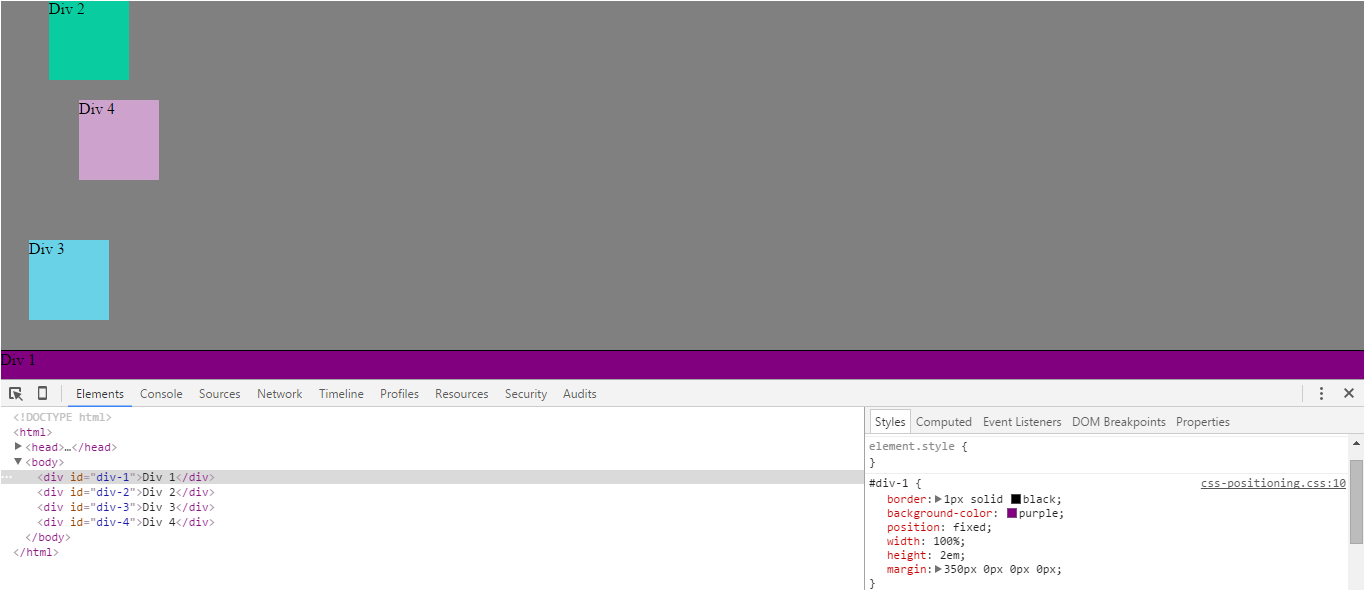 Div 2
Div 4
Div 3
Div 1
Elements Console Sources Network Timeline Profiles Resources Security Audits
<!DOCTYPE html>
<html>
<head>…</head>
<body>
<div id="div-1">Div 1</div>
<div id="div-2">Div 2</div>
<div id="div-3">Div 3</div>
<div id="div-4">Div 4</div>
</body>
</html>
Styles Computed Event Listeners DOM Breakpoints Properties
element.style {
}
#div-1 { css-positioning.css:10
border: 1px solid black;
background-color: purple;
position: fixed;
width: 100%;
height: 2em;
margin: 350px 0px 0px 0px;
}